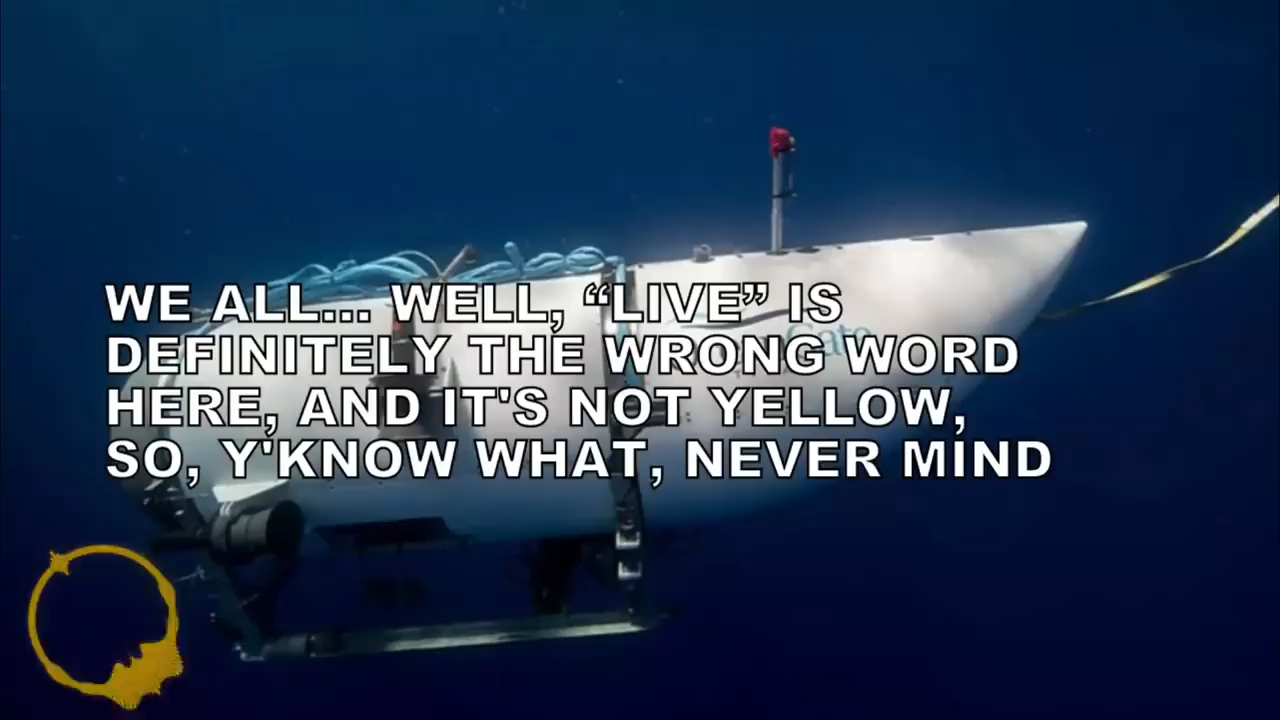 WE ALL... WELL, “LIVE” IS
DEFINITELY THE WRONG WORD
HERE, AND IT'S NOT YELLOW,
SO, Y'KNOW WHAT, NEVER MIND
Gate